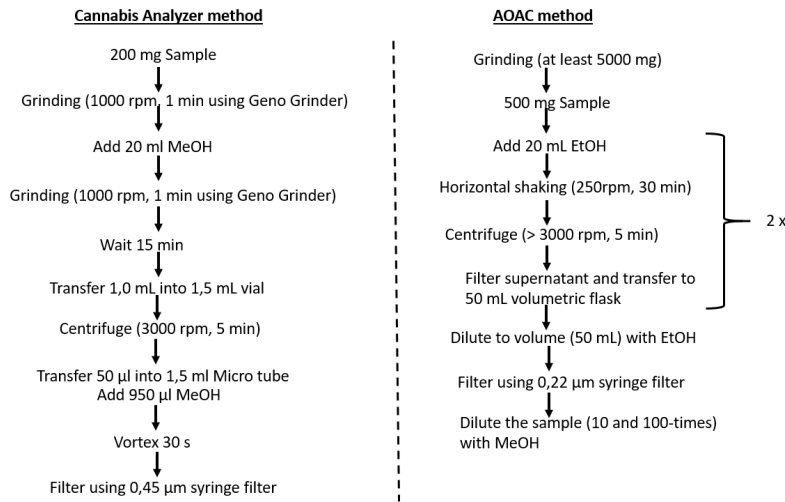 Cannabis Analyzer method
200 mg Sample
Grinding (1000 rpm, 1 min using Geno Grinder)
Add 20 ml MeOH
Grinding (1000 rpm, 1 min using Geno Grinder)
Wait 15 min
Transfer 1,0 mL into 1,5 mL vial
Centrifuge (3000 rpm, 5 min)
Transfer 50 µl into 1,5 ml Micro tube
Add 950 µl MeOH
Vortex 30 s
Filter using 0,45 µm syringe filter
AOAC method
Grinding (at least 5000 mg)
500 mg Sample
Add 20 mL EtOH
Horizontal shaking (250rpm, 30 min)
Centrifuge (> 3000 rpm, 5 min)
Filter supernatant and transfer to
50 mL volumetric flask
2 x
Dilute to volume (50 mL) with EtOH
Filter using 0,22 µm syringe filter
Dilute the sample (10 and 100-times)
with MeOH